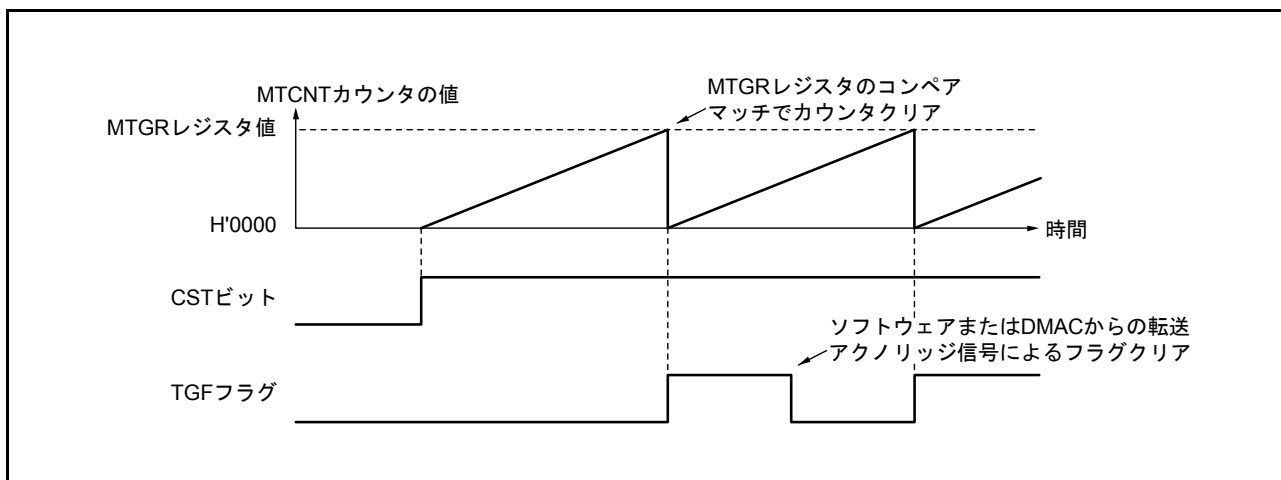 MTCNTカウンタの値
MTGRレジスタのコンペア
マッチでカウンタクリア
MTGRレジスタ値
H'0000
時間
CSTビット
ソフトウェアまたはDMACからの転送
アクノリッジ信号によるフラグクリア
TGFフラグ